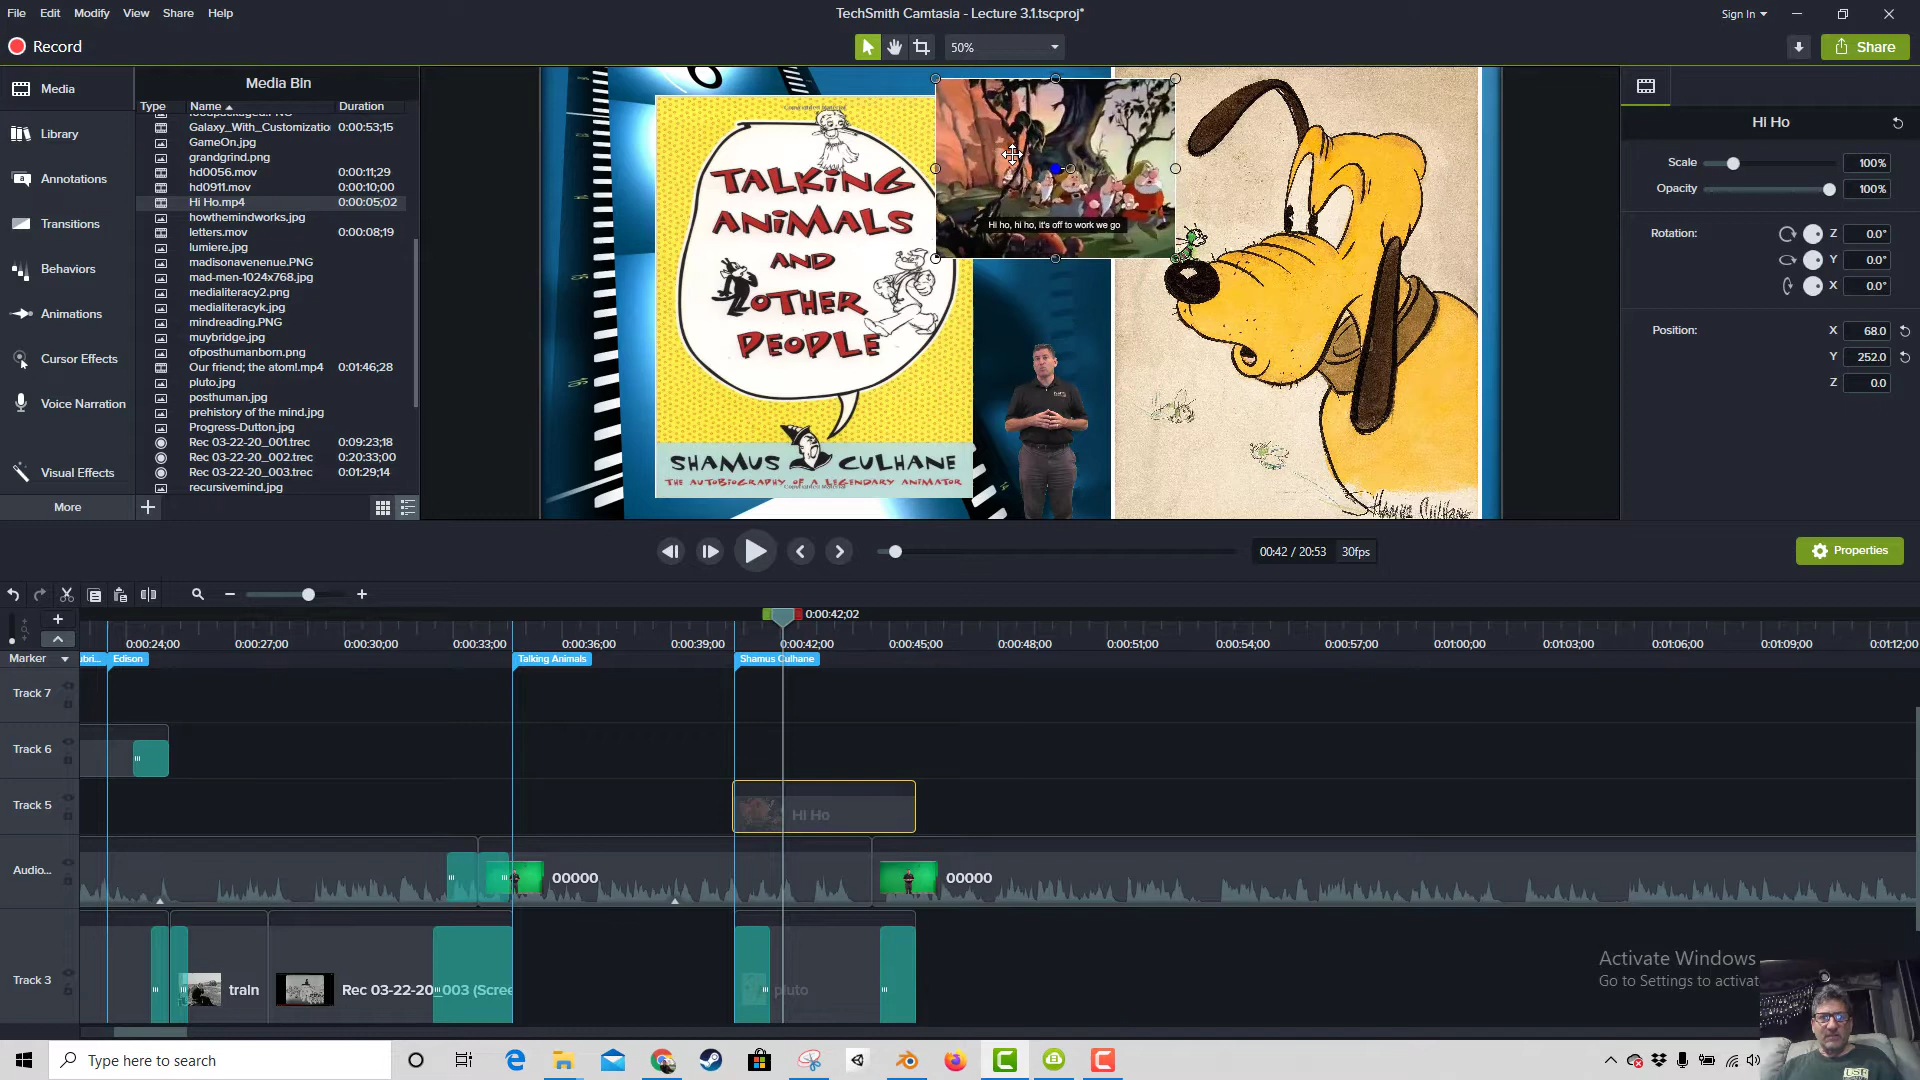 File Edit Modify View Share Help
TechSmith Camtasia - Lecture 3.1.tscproj*
Sign In
Record
50%
Share
Media
Library
Annotations
Transitions
Behaviors
Animations
Cursor Effects
Voice Narration
Visual Effects
More
Media Bin
Type Name Duration
Galaxy_With_Customizatio 0:00:53;15
GameOn.jpg
grandgrind.png
hd0056.mov 0:00:11;29
hd0911.mov 0:00:10;00
Hi Ho.mp4 0:00:05;02
howthemindworks.jpg
letters.mov 0:00:08;19
lumiere.jpg
madisonavenenue.PNG
mad-men-1024x768.jpg
medialiteracy2.png
medialiteracyk.jpg
mindreading.PNG
muybridge.jpg
ofposthumanborn.png
Our friend; the atom!.mp4 0:01:46;28
pluto.jpg
posthuman.jpg
prehistory of the mind.jpg
Progress-Dutton.jpg
Rec 03-22-20_001.trec 0:09:23;18
Rec 03-22-20_002.trec 0:20:33;00
Rec 03-22-20_003.trec 0:01:29;14
recursivemind.jpg
TALKING
ANIMALS
AND
OTHER
PEOPLE
SHAMUS CULHANE
THE AUTOBIOGRAPHY OF A LEGENDARY ANIMATOR
Hi ho, hi ho, it's off to work we go
Shamus Culhane
Hi Ho
Scale 100%
Opacity 100%
Rotation: Z 0.0°
Y 0.0°
X 0.0°
Position: X 68.0
Y 252.0
Z 0.0
00:42 / 20:53 30fps
Properties
0:00:42;02
0:00:24;00 0:00:27;00 0:00:30;00 0:00:33;00 0:00:36;00 0:00:39;00 0:00:42;00 0:00:45;00 0:00:48;00 0:00:51;00 0:00:54;00 0:00:57;00 0:01:00;00 0:01:03;00 0:01:06;00 0:01:09;00 0:01:12;00
Marker Edison Talking Animals Shamus Culhane
Track 7
Track 6
Track 5 Hi Ho
Audio... 00000 00000
Track 3 train Rec 03-22-20_003 (Scree pluto
Activate Windows
Go to Settings to activat
Type here to search